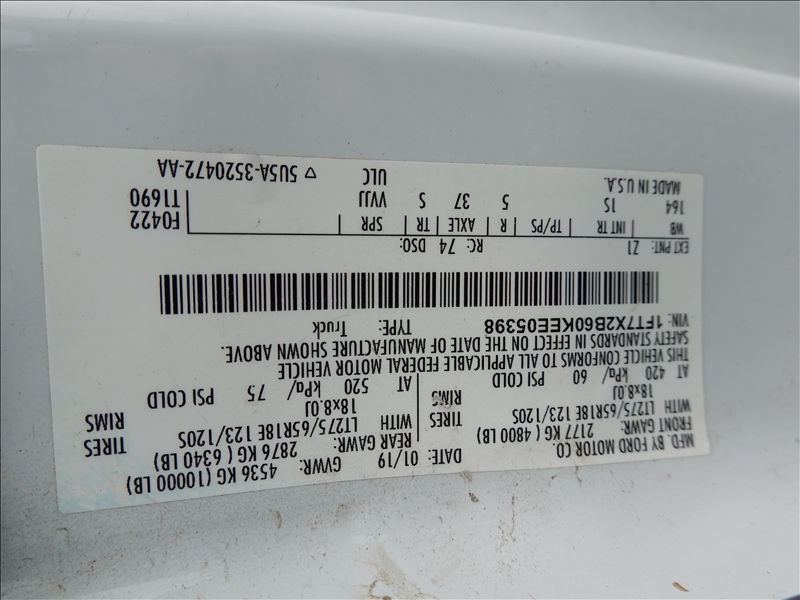 MFD. BY FORD MOTOR CO.
DATE: 01/19 GVWR: 4536 KG (10000 LB)
FRONT GAWR: REAR GAWR:
2177 KG ( 4800 LB) 2876 KG ( 6340 LB)
WITH LT275/65R18E 123/120S TIRES WITH LT275/65R18E 123/120S TIRES
18x8.0J RIMS 18x8.0J RIMS
AT 420 kPa/ 60 PSI COLD AT 520 kPa/ 75 PSI COLD
THIS VEHICLE CONFORMS TO ALL APPLICABLE FEDERAL MOTOR VEHICLE
SAFETY STANDARDS IN EFFECT ON THE DATE OF MANUFACTURE SHOWN ABOVE.
VIN: 1FT7X2B60KEE05398 TYPE: Truck
EXT PNT: Z1 RC: 74 DSO:
WB INT TR TP/PS R AXLE TR SPR F0422
164 1S 5 37 S VVJJ T1690
MADE IN U.S.A. ULC ▽ 5U5A-3520472-AA